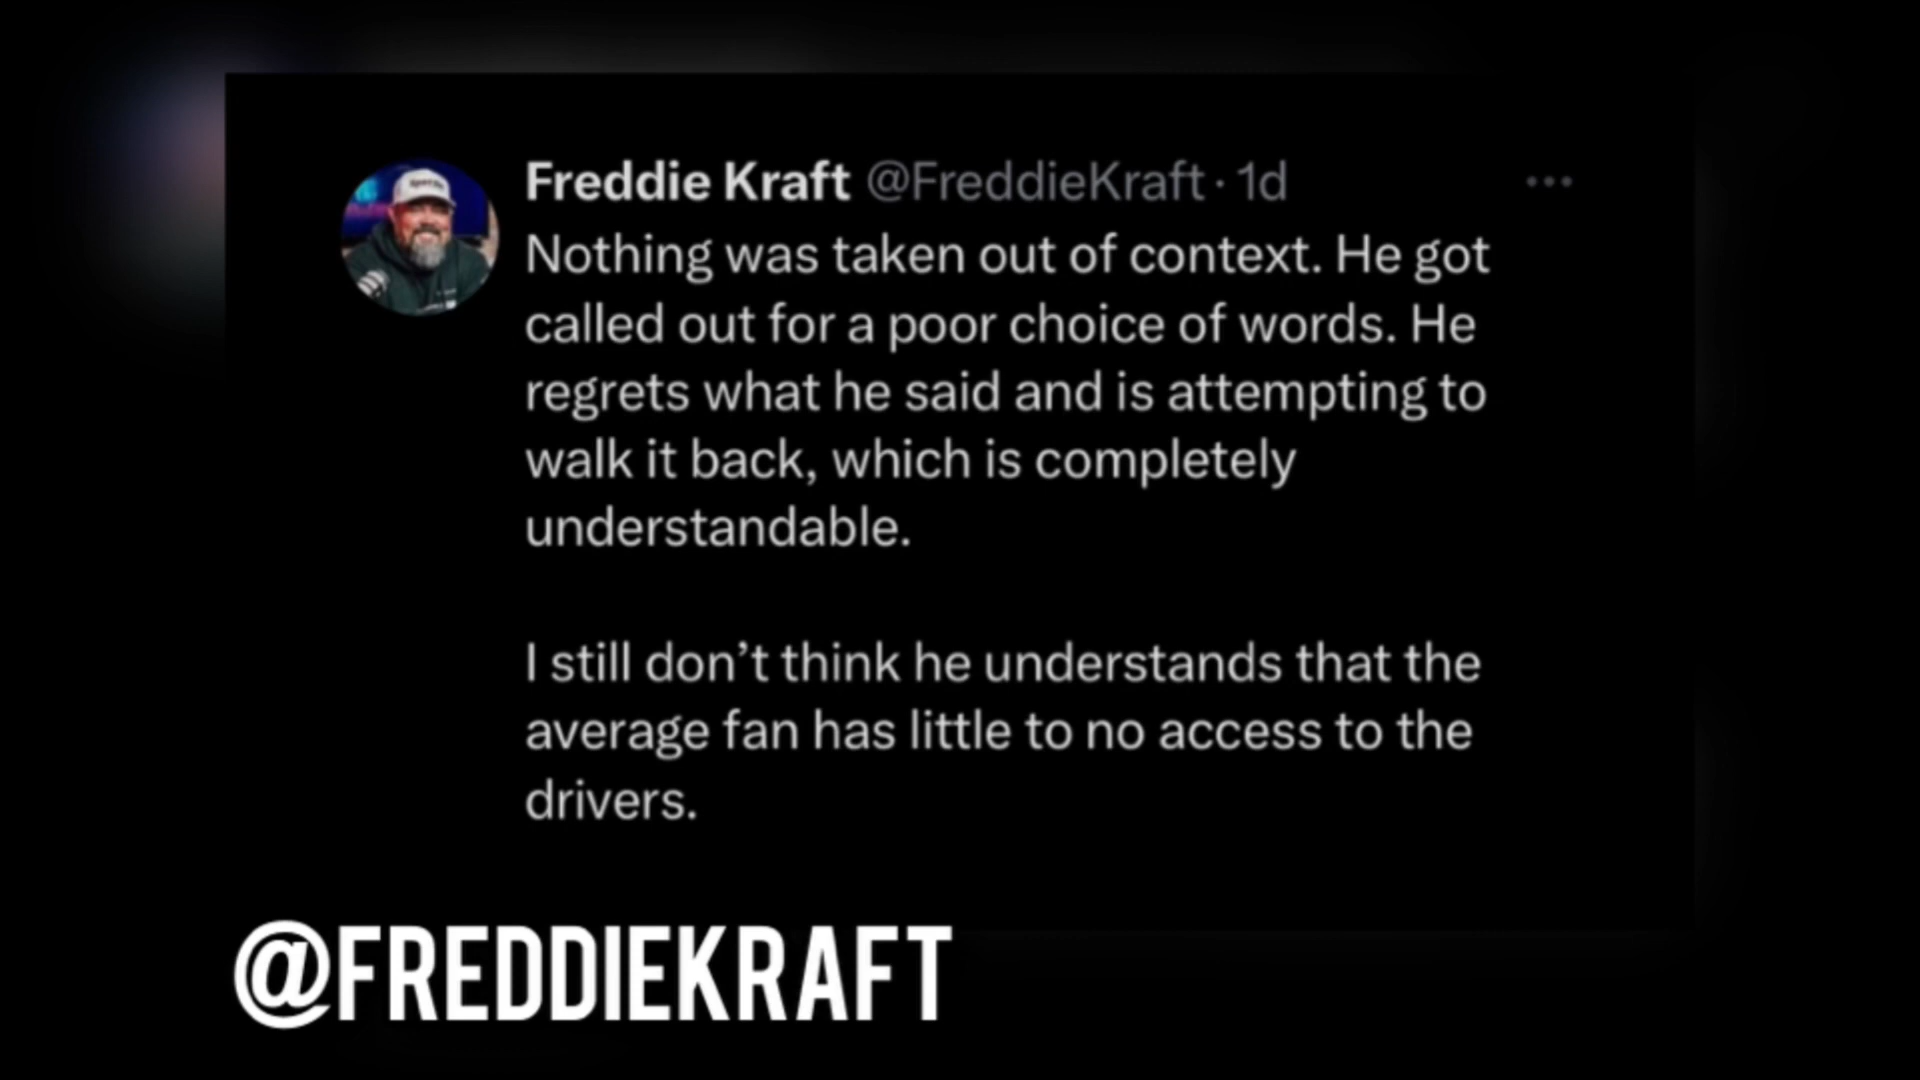 Freddie Kraft @FreddieKraft · 1d
Nothing was taken out of context. He got
called out for a poor choice of words. He
regrets what he said and is attempting to
walk it back, which is completely
understandable.
I still don’t think he understands that the
average fan has little to no access to the
drivers.
@FREDDIEKRAFT